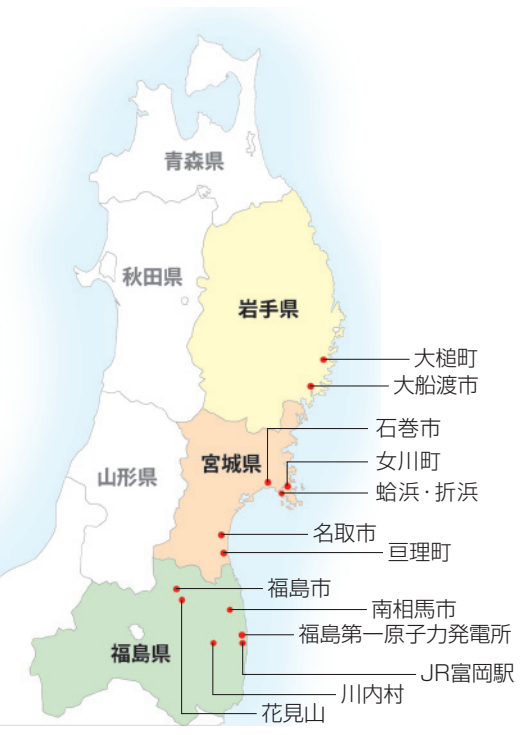 青森県
秋田県
岩手県
大槌町
大船渡市
石巻市
宮城県
女川町
山形県
蛤浜・折浜
名取市
亘理町
福島市
南相馬市
福島第一原子力発電所
福島県
JR富岡駅
川内村
花見山